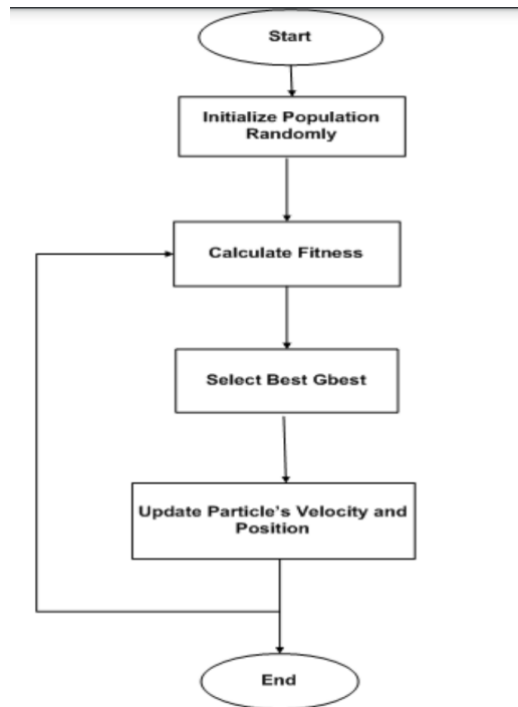 Start
Initialize Population
Randomly
Calculate Fitness
Select Best Gbest
Update Particle's Velocity and
Position
End